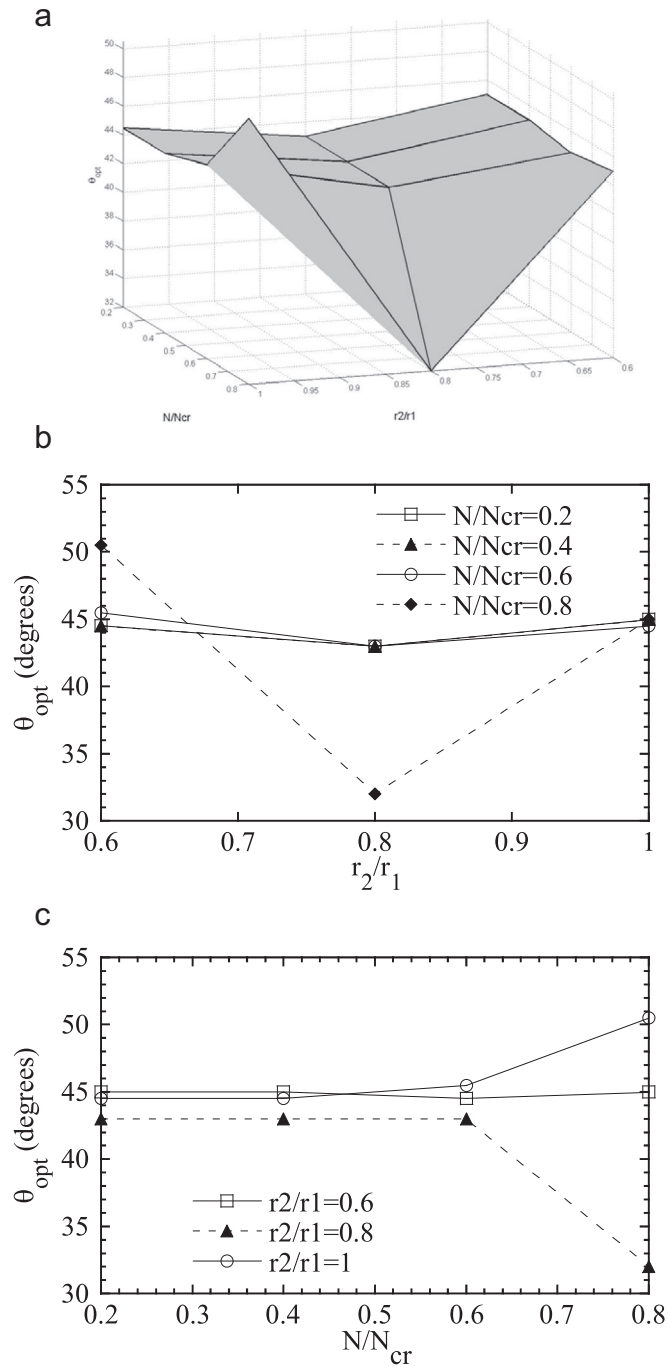 a
50
48
46
44
42
40
38
36
34
32
θopt
0.2
0.3
0.4
0.5
0.6
0.7
0.8
1
0.95
0.9
0.85
0.8
0.75
0.7
0.65
0.6
N/Ncr
r2/r1
b
55
50
45
40
35
30
θopt (degrees)
N/Ncr=0.2
N/Ncr=0.4
N/Ncr=0.6
N/Ncr=0.8
0.6 0.7 0.8 0.9 1
r2/r1
c
55
50
45
40
35
30
θopt (degrees)
r2/r1=0.6
r2/r1=0.8
r2/r1=1
0.2 0.3 0.4 0.5 0.6 0.7 0.8
N/Ncr